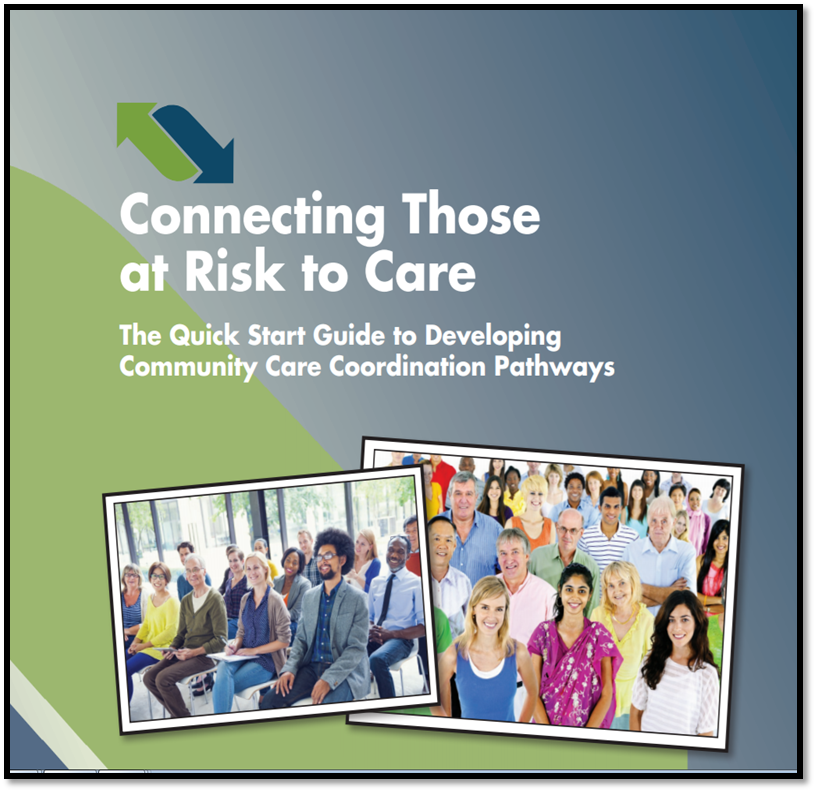 Connecting Those
at Risk to Care
The Quick Start Guide to Developing
Community Care Coordination Pathways